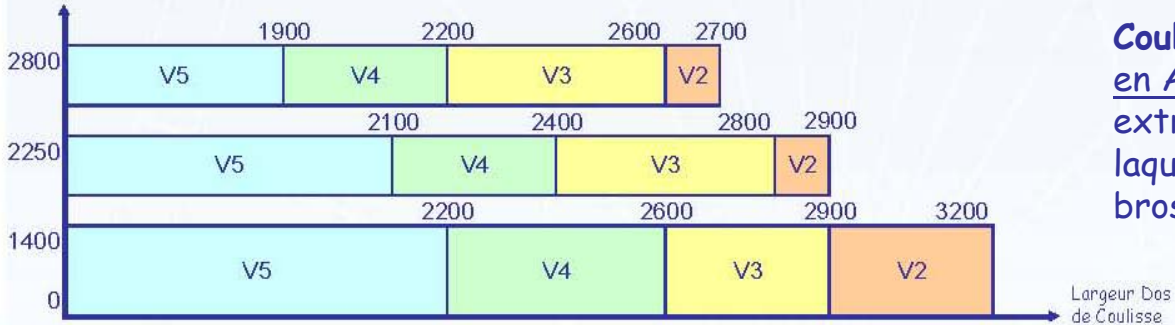 1900 2200 2600 2700
2800
V5 V4 V3 V2
2100 2400 2800 2900
2250
V5 V4 V3 V2
2200 2600 2900 3200
1400
V5 V4 V3 V2
0
Largeur Dos
de Coulisse
en